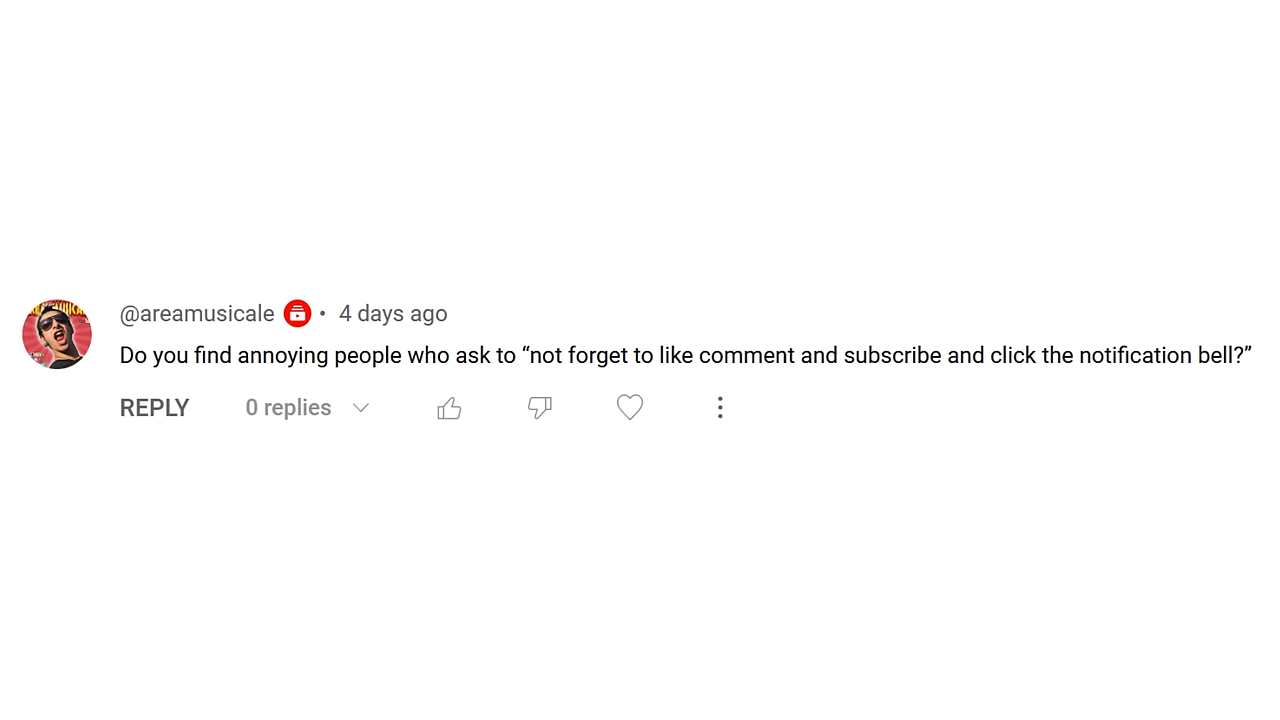 @areamusicale • 4 days ago
Do you find annoying people who ask to “not forget to like comment and subscribe and click the notification bell?”
REPLY 0 replies